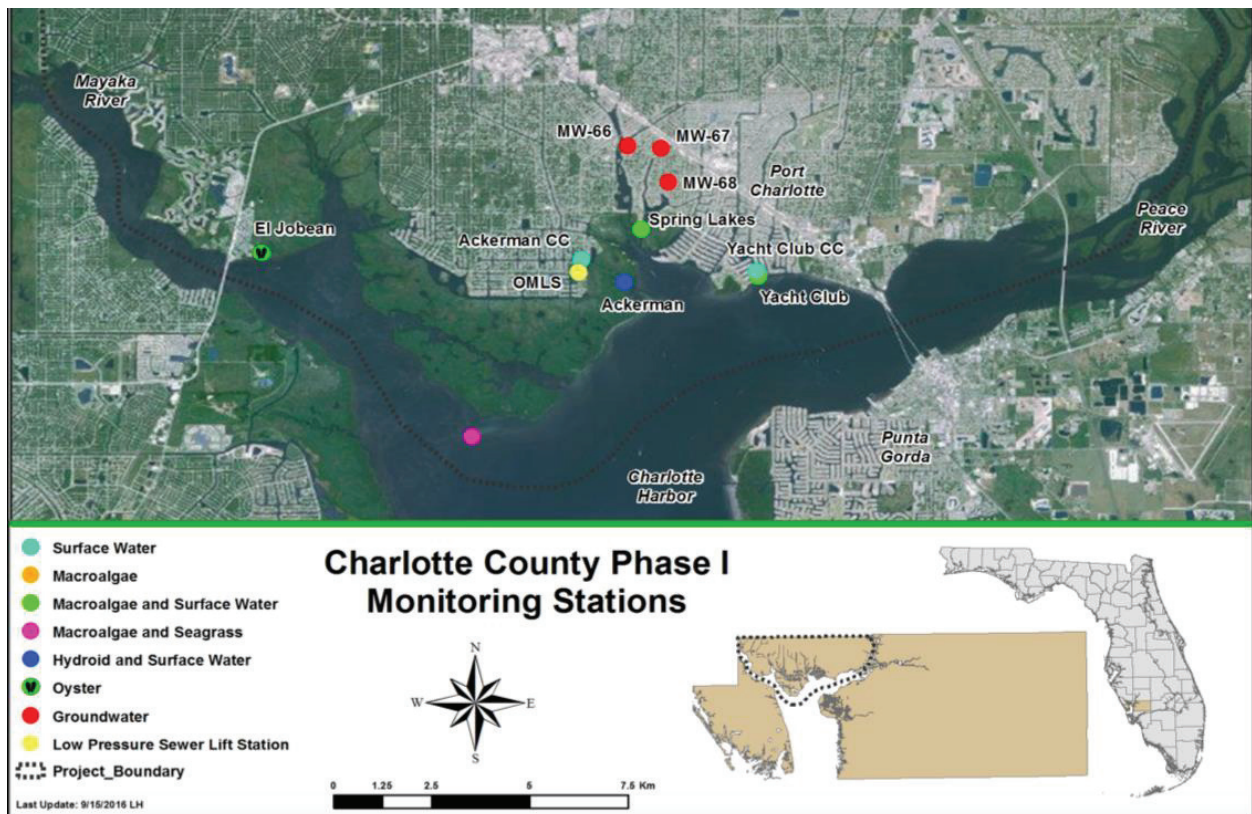 Mayaka
River
MW-66
MW-67
MW-68
Port
Charlotte
Peace
River
Spring Lakes
El Jobean
Ackerman CC
Yacht Club CC
OMLS
Ackerman
Yacht Club
Punta
Gorda
Charlotte
Harbor
Surface Water
Macroalgae
Macroalgae and Surface Water
Macroalgae and Seagrass
Hydroid and Surface Water
Oyster
Groundwater
Low Pressure Sewer Lift Station
Project_Boundary
Last Update: 9/15/2016 LH
Charlotte County Phase I
Monitoring Stations
N
W E
S
0 1.25 2.5 5 7.5 Km